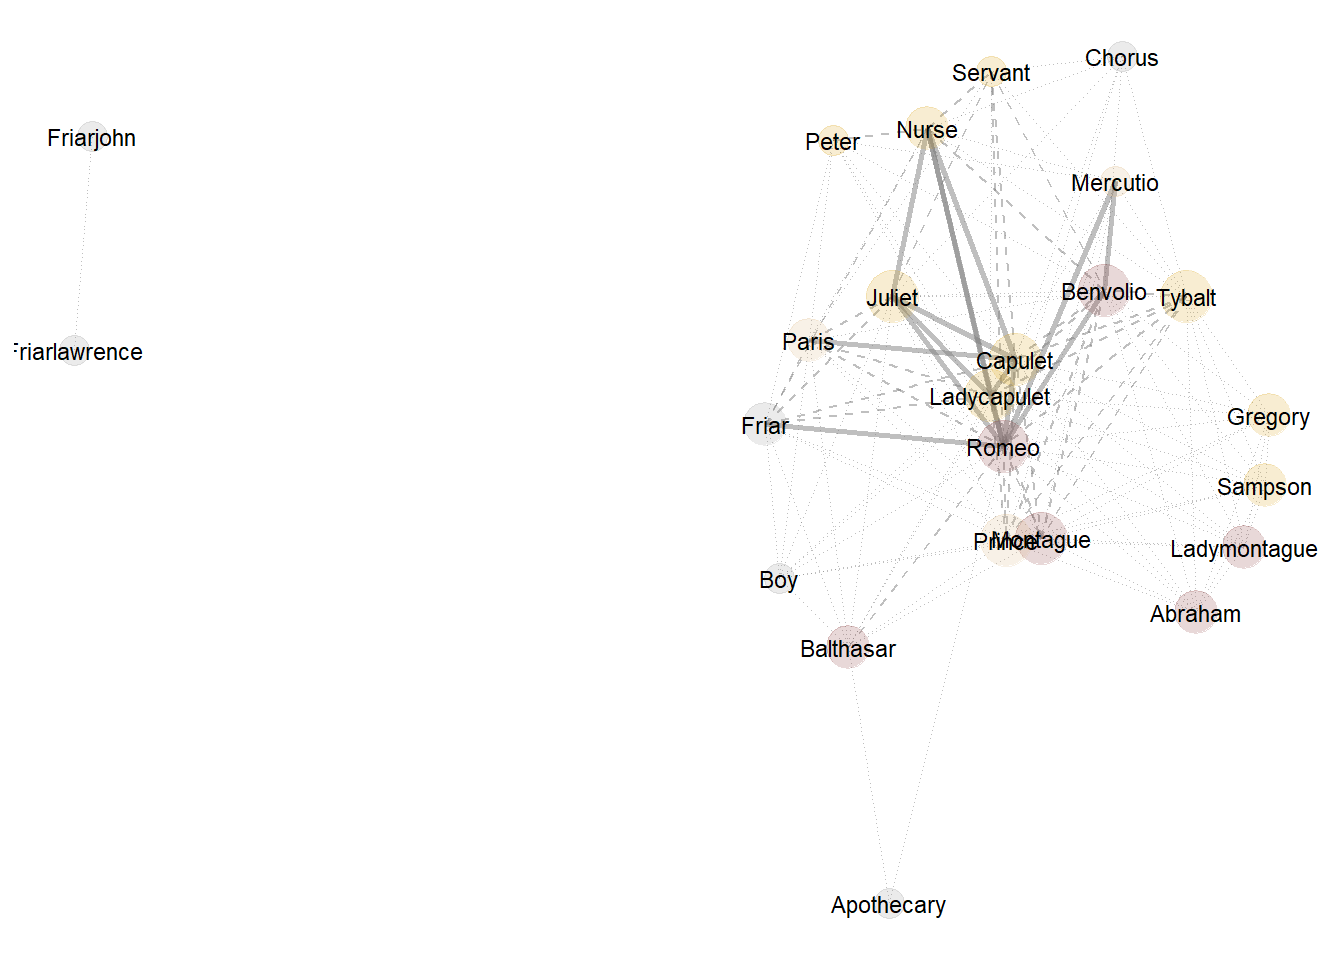 Chorus
Servant
Nurse
Friarjohn
Peter
Mercutio
Juliet
Benvolio
Tybalt
Paris
Friarlawrence
Capulet
Ladycapulet
Gregory
Friar
Romeo
Sampson
Prince
Montague
Ladymontague
Boy
Abraham
Balthasar
Apothecary